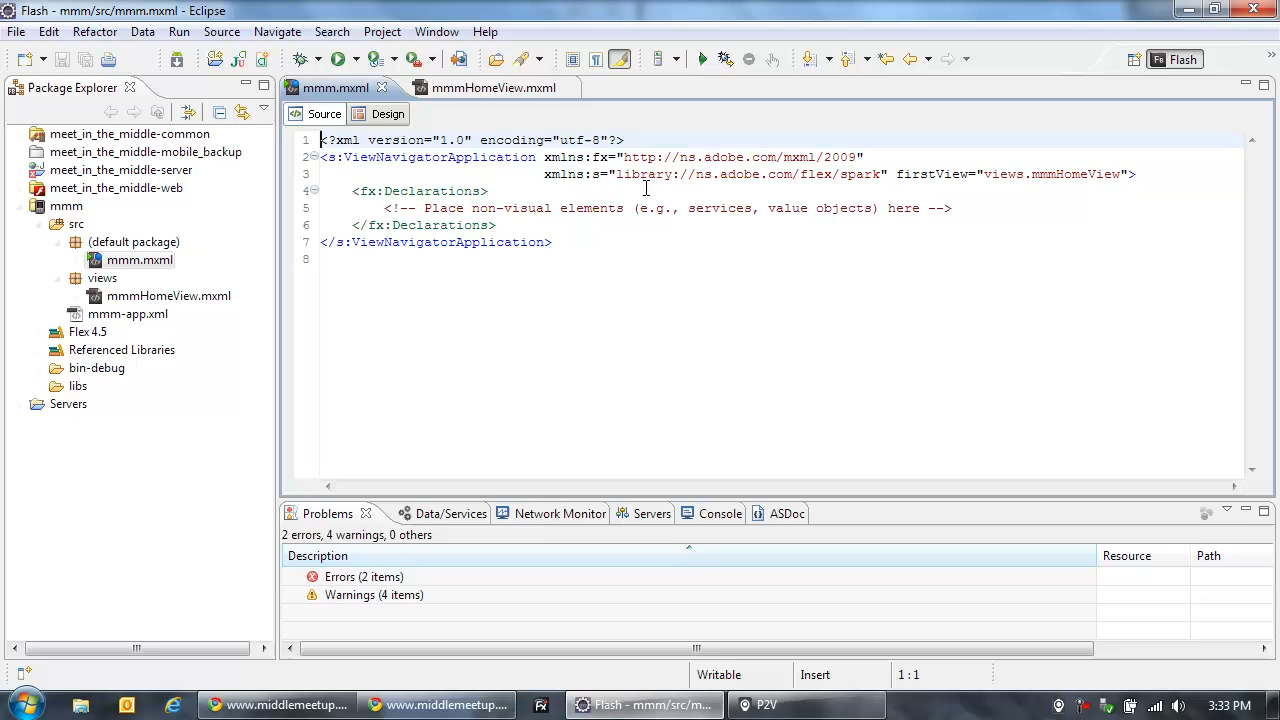 Flash - mmm/src/mmm.mxml - Eclipse
File Edit Refactor Data Run Source Navigate Search Project Window Help
Fb Flash
Package Explorer
meet_in_the_middle-common
meet_in_the_middle-mobile_backup
meet_in_the_middle-server
meet_in_the_middle-web
mmm
src
(default package)
mmm.mxml
views
mmmHomeView.mxml
mmm-app.xml
Flex 4.5
Referenced Libraries
bin-debug
libs
Servers
mmm.mxml mmmHomeView.mxml
Source Design
1 <?xml version="1.0" encoding="utf-8"?>
2 <s:ViewNavigatorApplication xmlns:fx="http://ns.adobe.com/mxml/2009"
3 xmlns:s="library://ns.adobe.com/flex/spark" firstView="views.mmmHomeView">
4 <fx:Declarations>
5 <!-- Place non-visual elements (e.g., services, value objects) here -->
6 </fx:Declarations>
7 </s:ViewNavigatorApplication>
8
Problems Data/Services Network Monitor Servers Console ASDoc
2 errors, 4 warnings, 0 others
Description Resource Path
Errors (2 items)
Warnings (4 items)
Writable Insert 1 : 1
www.middlemeetup.... www.middlemeetup.... Flash - mmm/src/m... P2V 3:33 PM